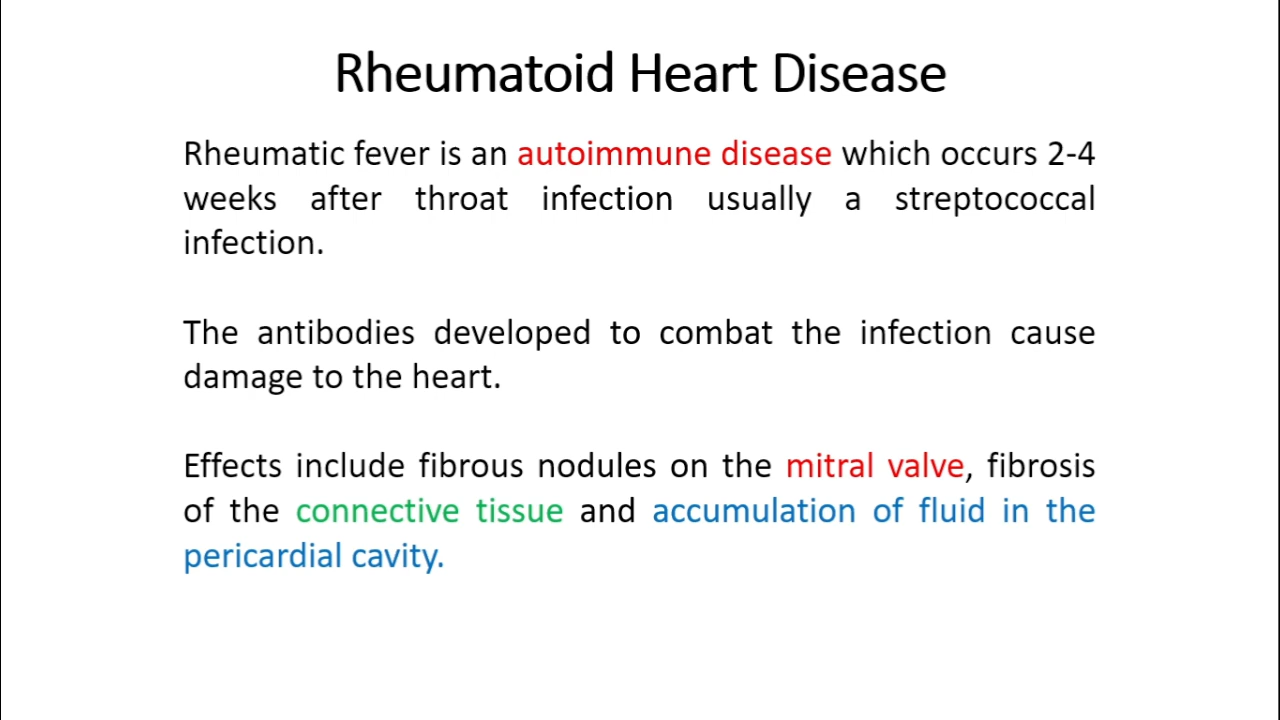 Rheumatoid Heart Disease
Rheumatic fever is an autoimmune disease which occurs 2-4
weeks after throat infection usually a streptococcal
infection.
The antibodies developed to combat the infection cause
damage to the heart.
Effects include fibrous nodules on the mitral valve, fibrosis
of the connective tissue and accumulation of fluid in the
pericardial cavity.